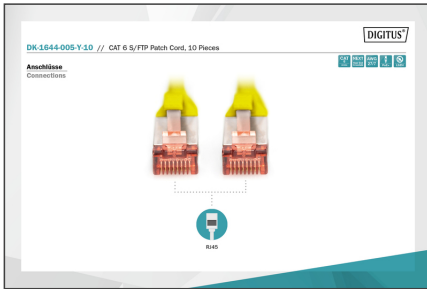 DIGITUS®
DK-1644-005-Y-10 // CAT 6 S/FTP Patch Cord, 10 Pieces
Anschlüsse
Connections
RJ45